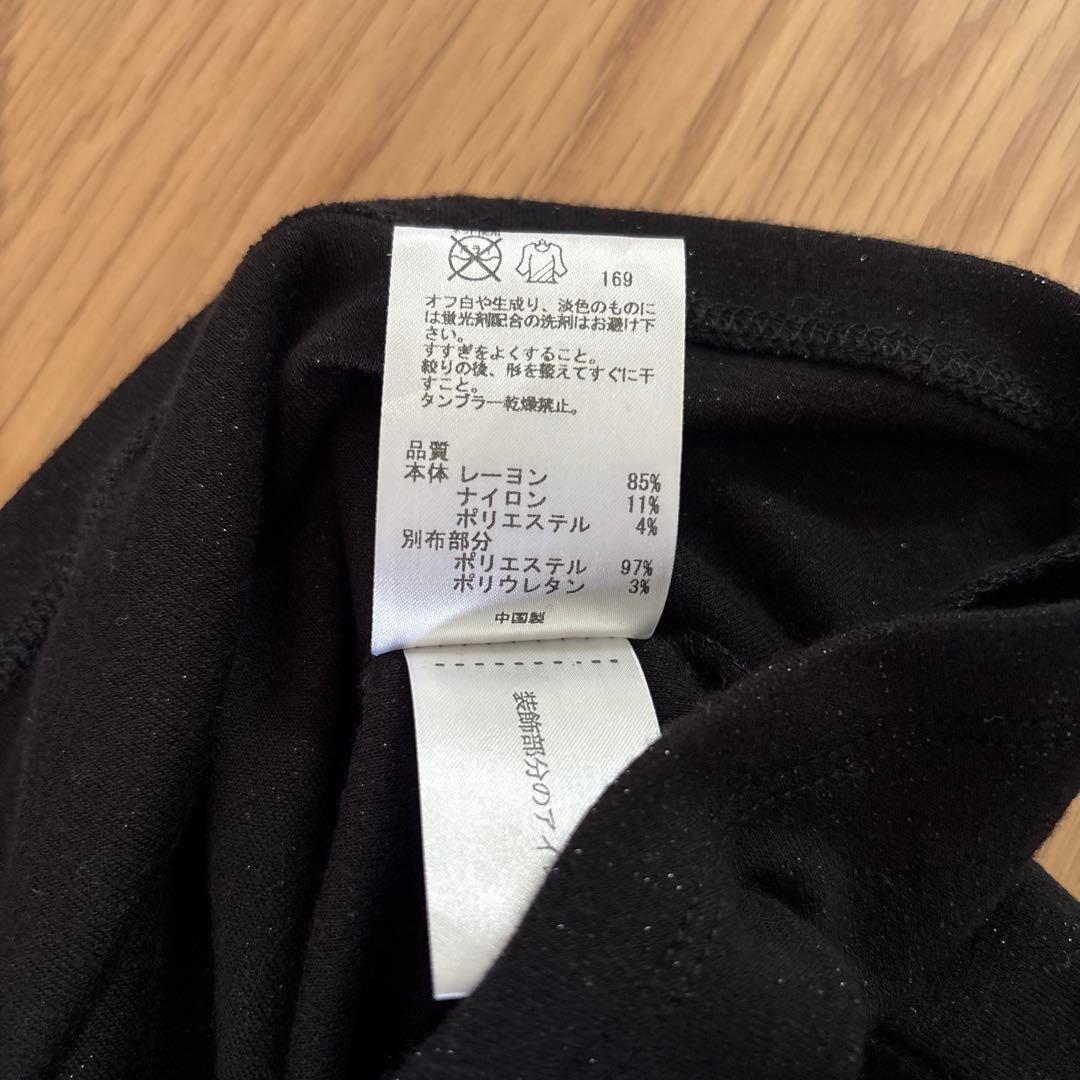 169
オフ白や生成り、淡色のものに
は蛍光剤配合の洗剤はお避け下
さい。
すすぎをよくすること。
絞りの後、形を整えてすぐに干
すこと。
タンブラー乾燥禁止。
品質
本体 レーヨン 85%
ナイロン 11%
ポリエステル 4%
別布部分
ポリエステル 97%
ポリウレタン 3%
中国製
装飾部分のアイ